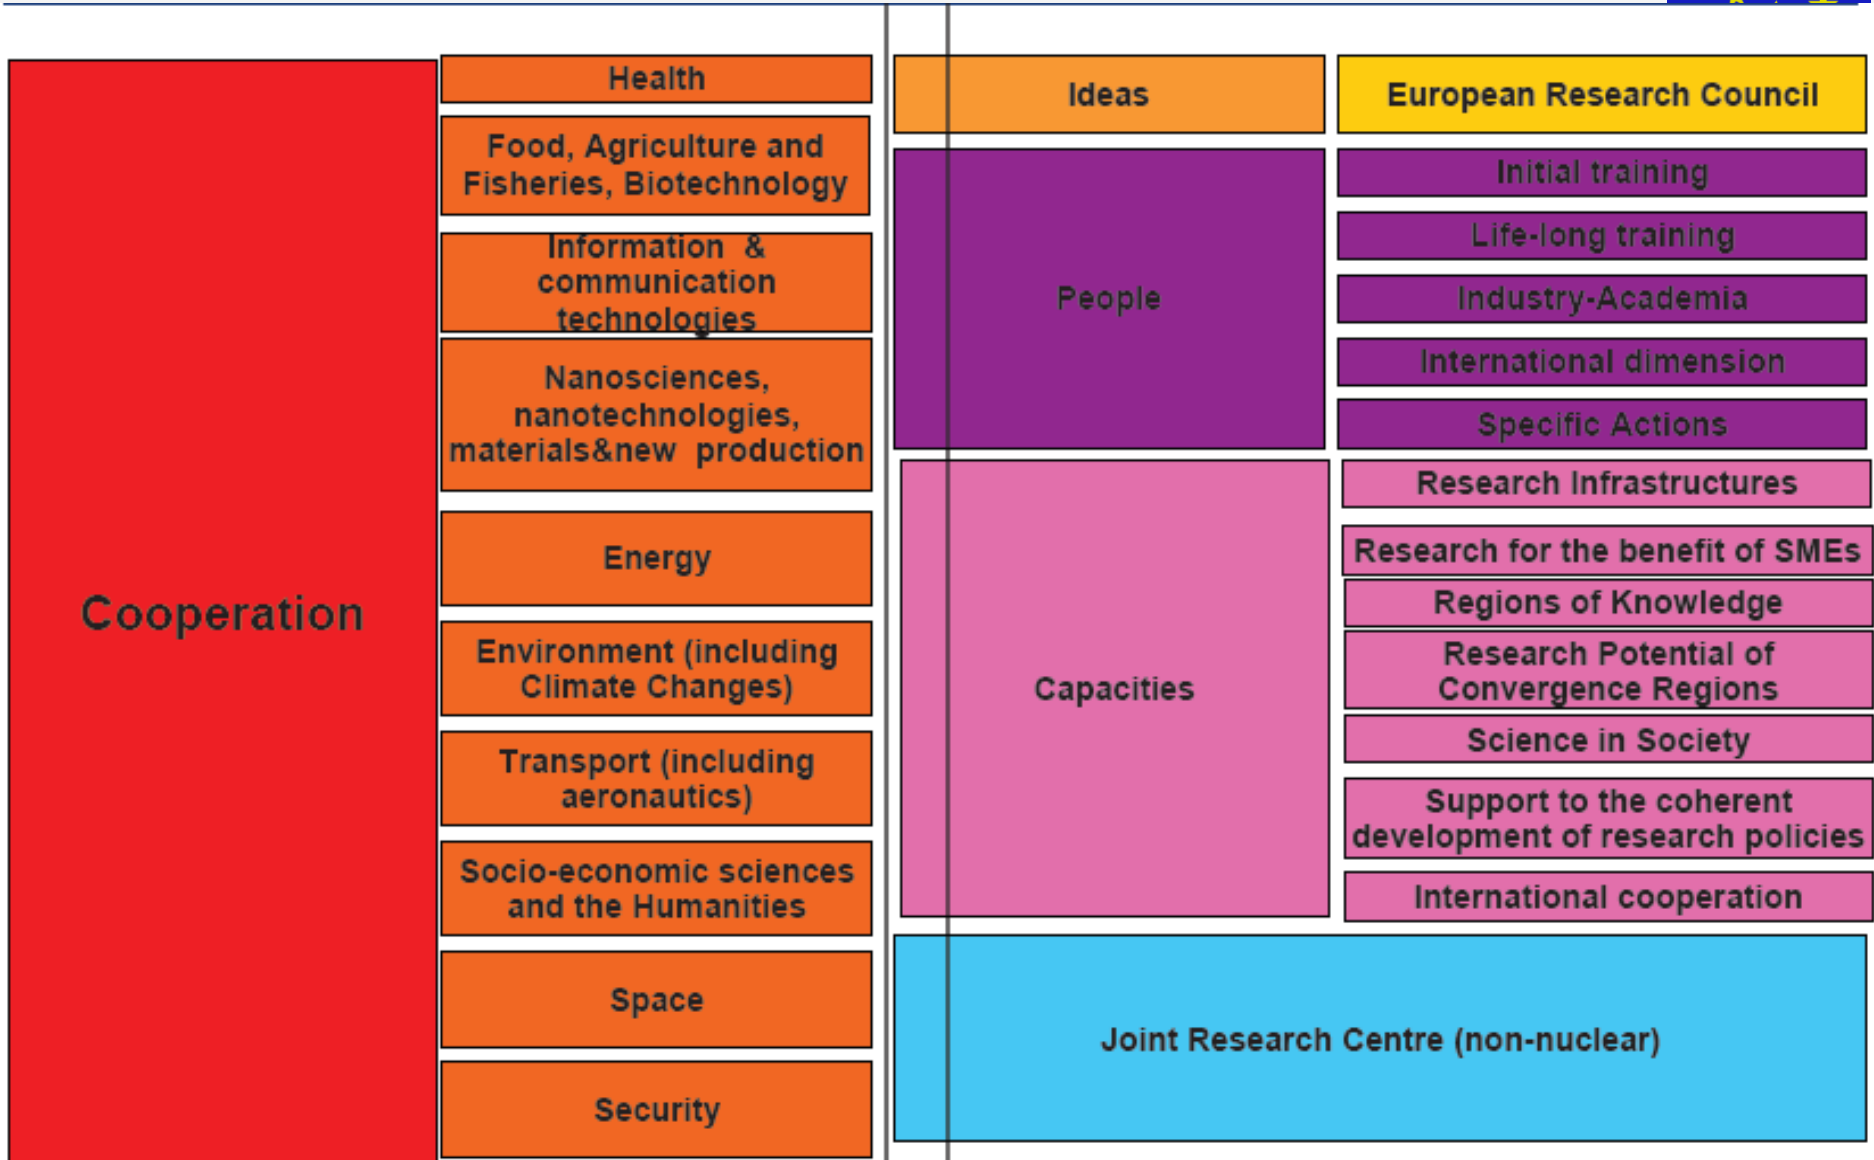 Cooperation
Health
Food, Agriculture and
Fisheries, Biotechnology
Information & 
communication
technologies
Nanosciences,
nanotechnologies,
materials&new production
Energy
Environment (including
Climate Changes)
Transport (including
aeronautics)
Socio-economic sciences
and the Humanities
Space
Security
Ideas
European Research Council
People
Initial training
Life-long training
Industry-Academia
International dimension
Specific Actions
Capacities
Research Infrastructures
Research for the benefit of SMEs
Regions of Knowledge
Research Potential of
Convergence Regions
Science in Society
Support to the coherent
development of research policies
International cooperation
Joint Research Centre (non-nuclear)